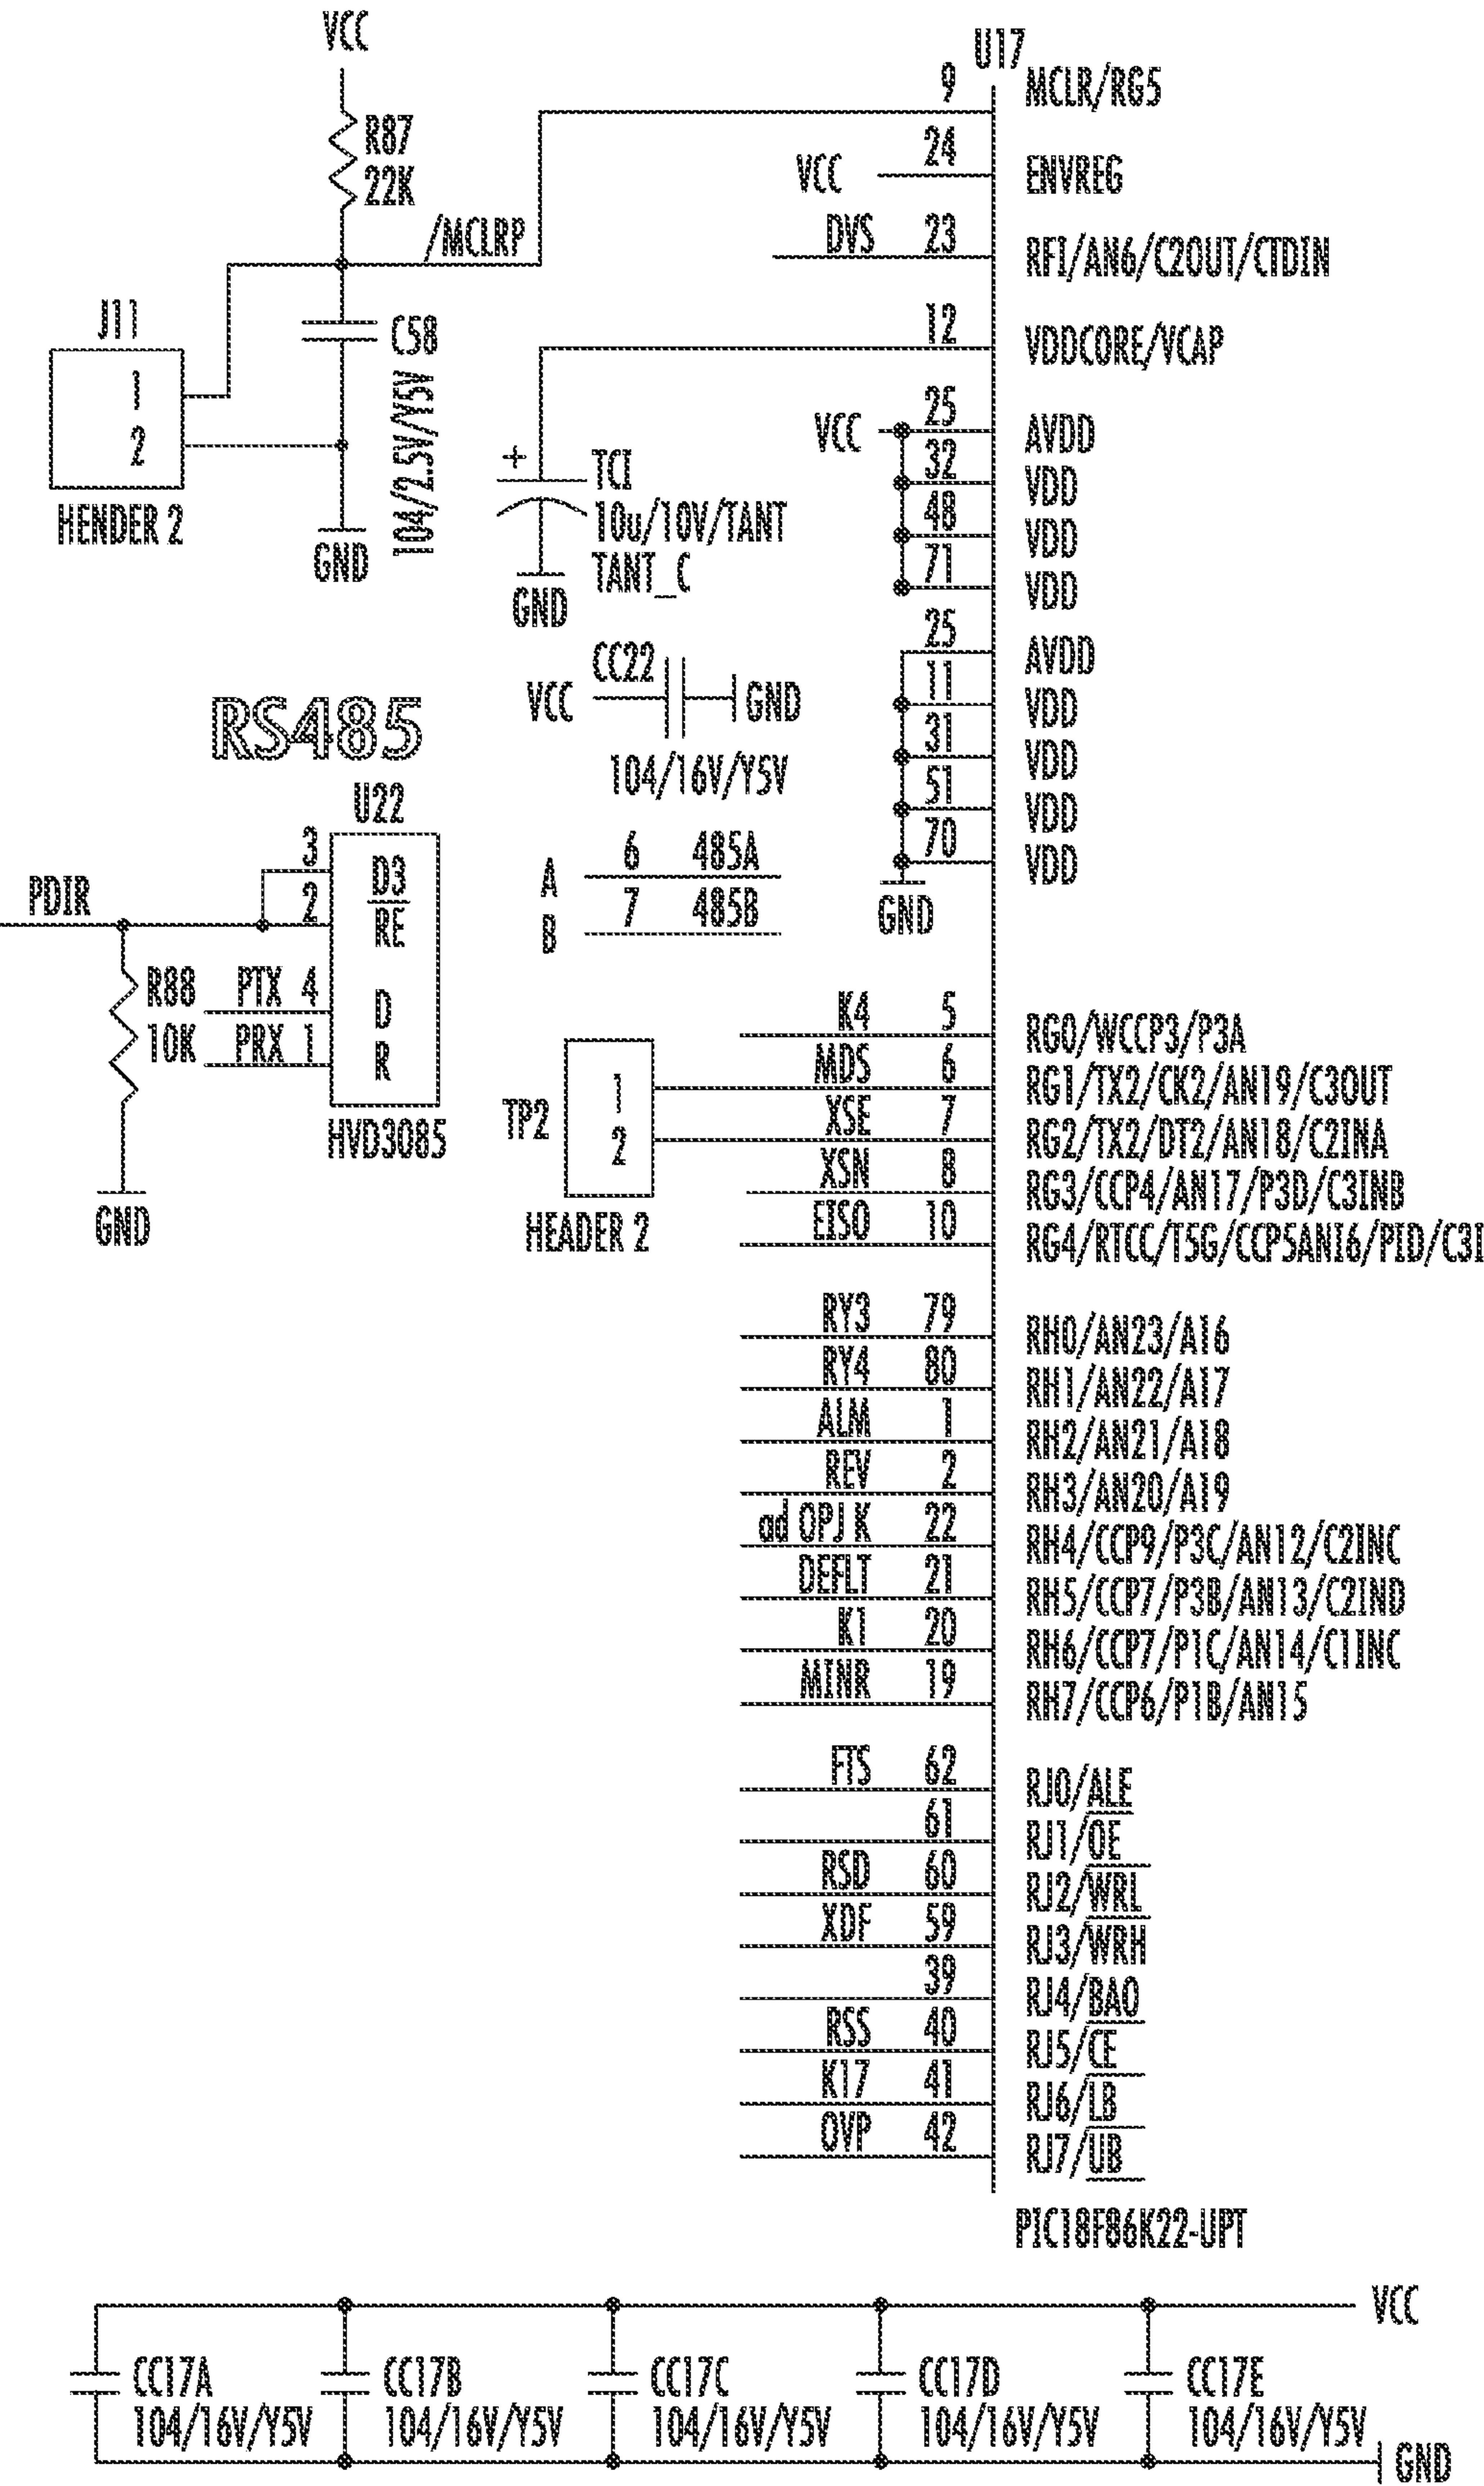 VCC
U17
9 MCLR/RG5
R87
22K
24
VCC ENVREG
/MCLRP
DVS 23 RF1/AN6/C2OUT/CTDIN
J11
1
2
HENDER 2
C58
104/2.5V/Y5V
GND
12 VDDCORE/VCAP
+
TCI
10u/10V/TANT
TANT_C
GND
VCC
25 AVDD
32 VDD
48 VDD
71 VDD
25 AVDD
11 VDD
31 VDD
51 VDD
70 VDD
GND
CC22
VCC GND
104/16V/Y5V
RS485
U22
3 D3
2 RE
PDIR
R88
10K
PTX 4 D
PRX 1 R
HVD3085
GND
A 6 485A
B 7 485B
TP2
1
2
HEADER 2
K4 5 RG0/WCCP3/P3A
MDS 6 RG1/TX2/CK2/AN19/C3OUT
XSE 7 RG2/TX2/DT2/AN18/C2INA
XSN 8 RG3/CCP4/AN17/P3D/C3INB
EISO 10 RG4/RTCC/T5G/CCP5ANI6/PID/C3I
RY3 79 RH0/AN23/A16
RY4 80 RH1/AN22/A17
ALM 1 RH2/AN21/A18
REV 2 RH3/AN20/A19
ad OPJ K 22 RH4/CCP9/P3C/AN12/C2INC
DEFLT 21 RH5/CCP7/P3B/AN13/C2IND
K1 20 RH6/CCP7/P1C/AN14/C1INC
MINR 19 RH7/CCP6/P1B/AN15
FTS 62 RJ0/ALE
61 RJ1/OE
RSD 60 RJ2/WRL
XDF 59 RJ3/WRH
39 RJ4/BAO
RSS 40 RJ5/CE
K17 41 RJ6/LB
OVP 42 RJ7/UB
PIC18F86K22-UPT
VCC
CC17A CC17B CC17C CC17D CC17E
104/16V/Y5V 104/16V/Y5V 104/16V/Y5V 104/16V/Y5V 104/16V/Y5V
GND